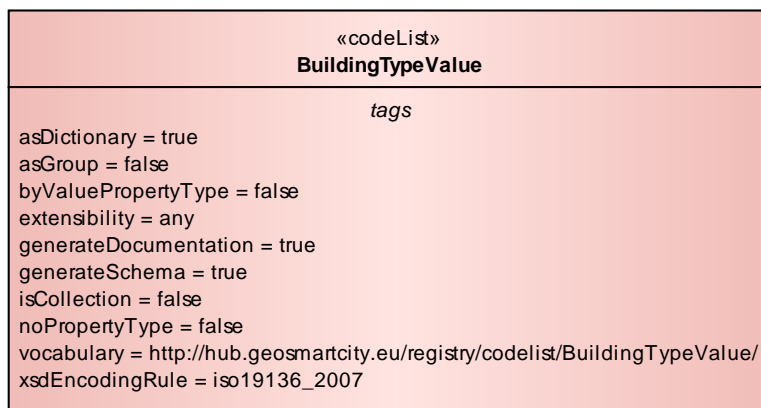 «codeList»
BuildingTypeValue
tags
asDictionary = true
asGroup = false
byValuePropertyType = false
extensibility = any
generateDocumentation = true
generateSchema = true
isCollection = false
noPropertyType = false
vocabulary = http://hub.geosmartcity.eu/registry/codelist/BuildingTypeValue/
xsdEncodingRule = iso19136_2007